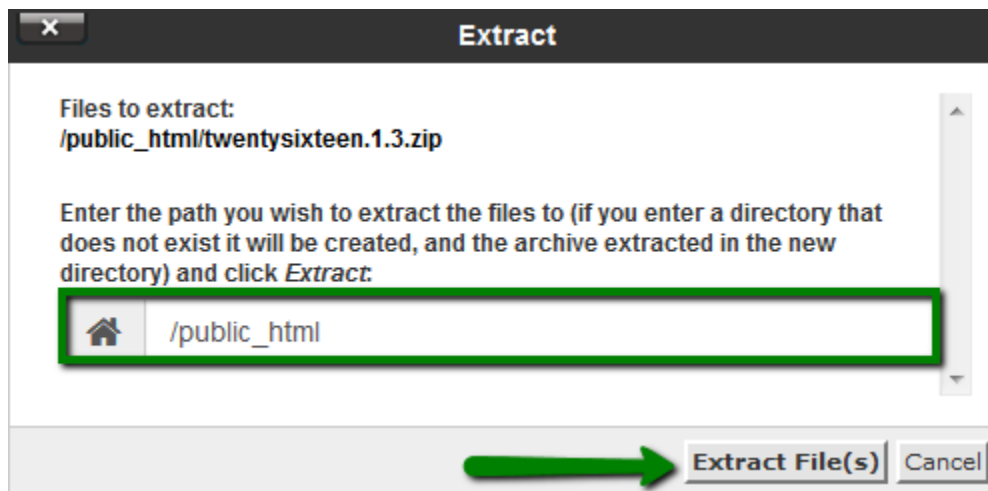 Extract
Files to extract:
/public_html/twentysixteen.1.3.zip
Enter the path you wish to extract the files to (if you enter a directory that
does not exist it will be created, and the archive extracted in the new
directory) and click Extract:
/public_html
Extract File(s) Cancel